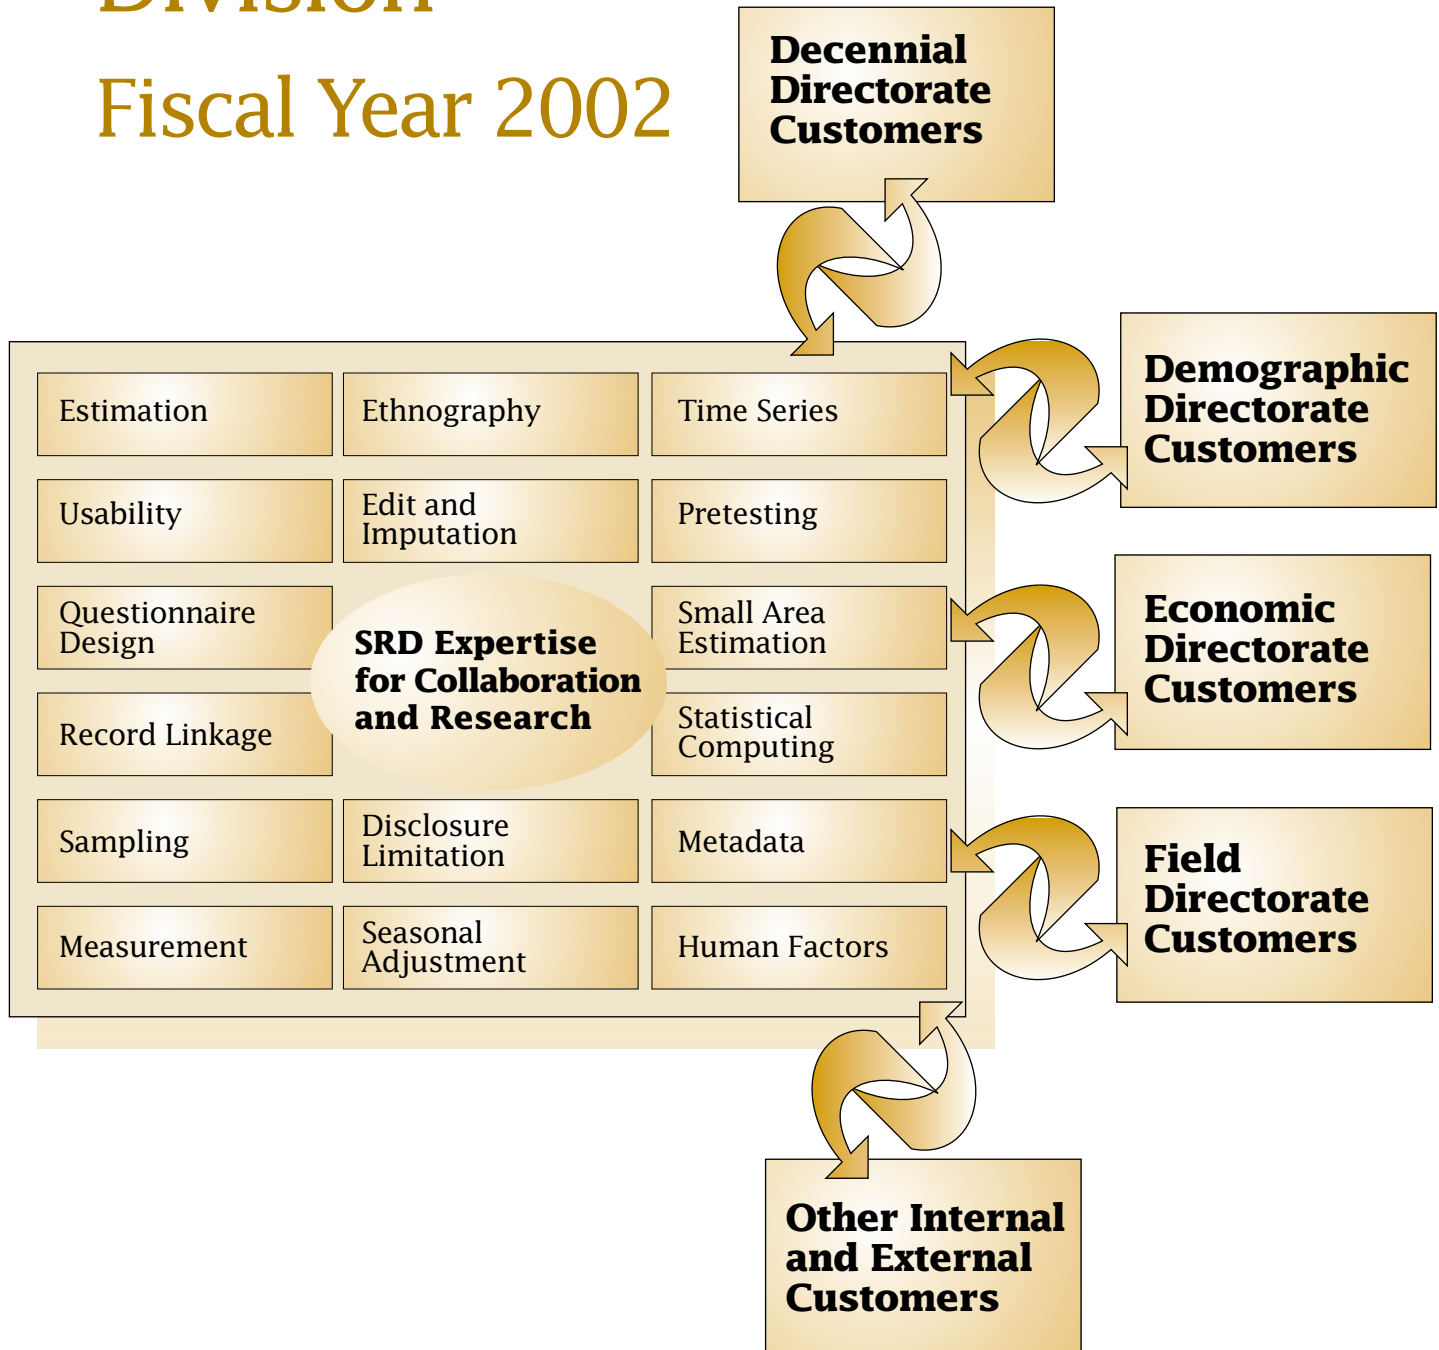 Division
Fiscal Year 2002
Decennial
Directorate
Customers
Estimation
Ethnography
Time Series
Demographic
Directorate
Customers
Usability
Edit and
Imputation
Pretesting
Questionnaire
Design
SRD Expertise
for Collaboration
and Research
Small Area
Estimation
Economic
Directorate
Customers
Record Linkage
Statistical
Computing
Sampling
Disclosure
Limitation
Metadata
Field
Directorate
Customers
Measurement
Seasonal
Adjustment
Human Factors
Other Internal
and External
Customers